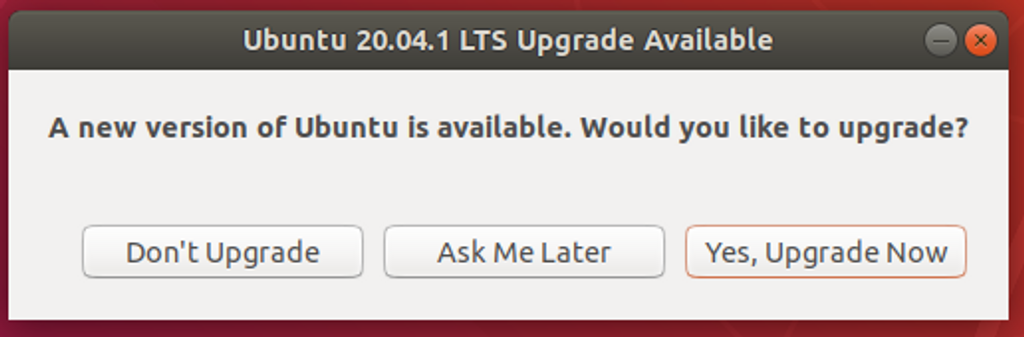 Ubuntu 20.04.1 LTS Upgrade Available
A new version of Ubuntu is available. Would you like to upgrade?
Don't Upgrade
Ask Me Later
Yes, Upgrade Now